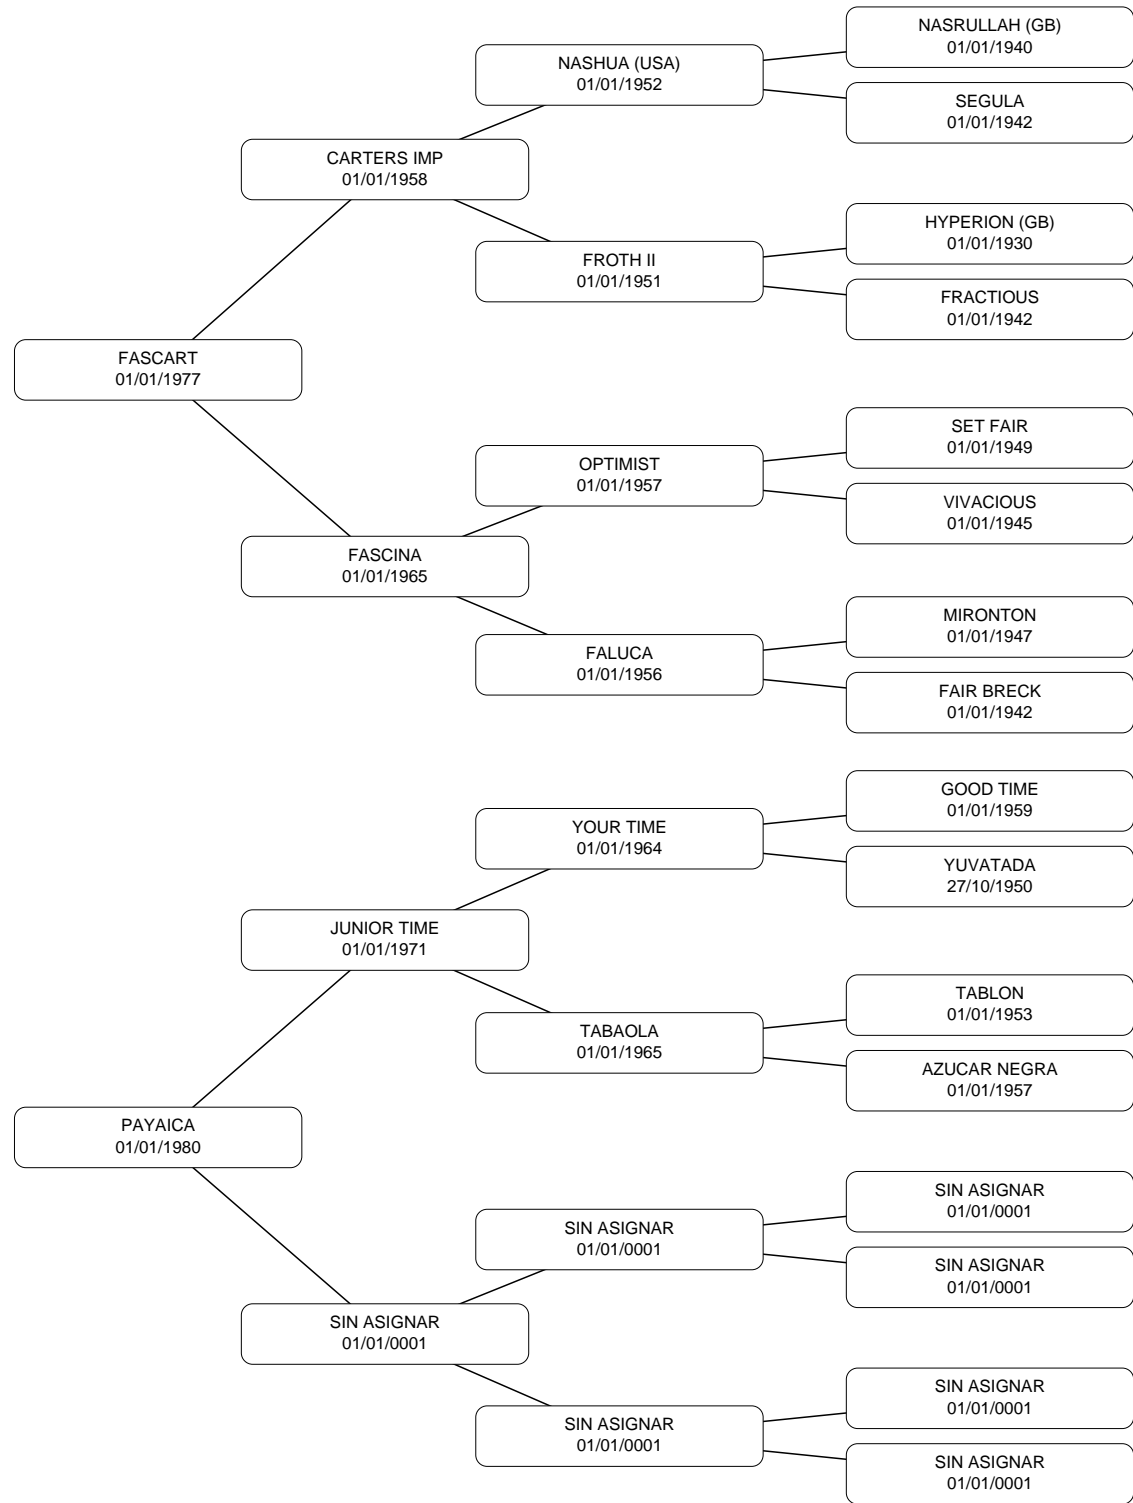 NASRULLAH (GB)
01/01/1940
NASHUA (USA)
01/01/1952
SEGULA
01/01/1942
CARTERS IMP
01/01/1958
HYPERION (GB)
01/01/1930
FROTH II
01/01/1951
FRACTIOUS
01/01/1942
FASCART
01/01/1977
SET FAIR
01/01/1949
OPTIMIST
01/01/1957
VIVACIOUS
01/01/1945
FASCINA
01/01/1965
MIRONTON
01/01/1947
FALUCA
01/01/1956
FAIR BRECK
01/01/1942
GOOD TIME
01/01/1959
YOUR TIME
01/01/1964
YUVATADA
27/10/1950
JUNIOR TIME
01/01/1971
TABLON
01/01/1953
TABAOLA
01/01/1965
AZUCAR NEGRA
01/01/1957
PAYAICA
01/01/1980
SIN ASIGNAR
01/01/0001
SIN ASIGNAR
01/01/0001
SIN ASIGNAR
01/01/0001
SIN ASIGNAR
01/01/0001
SIN ASIGNAR
01/01/0001
SIN ASIGNAR
01/01/0001
SIN ASIGNAR
01/01/0001